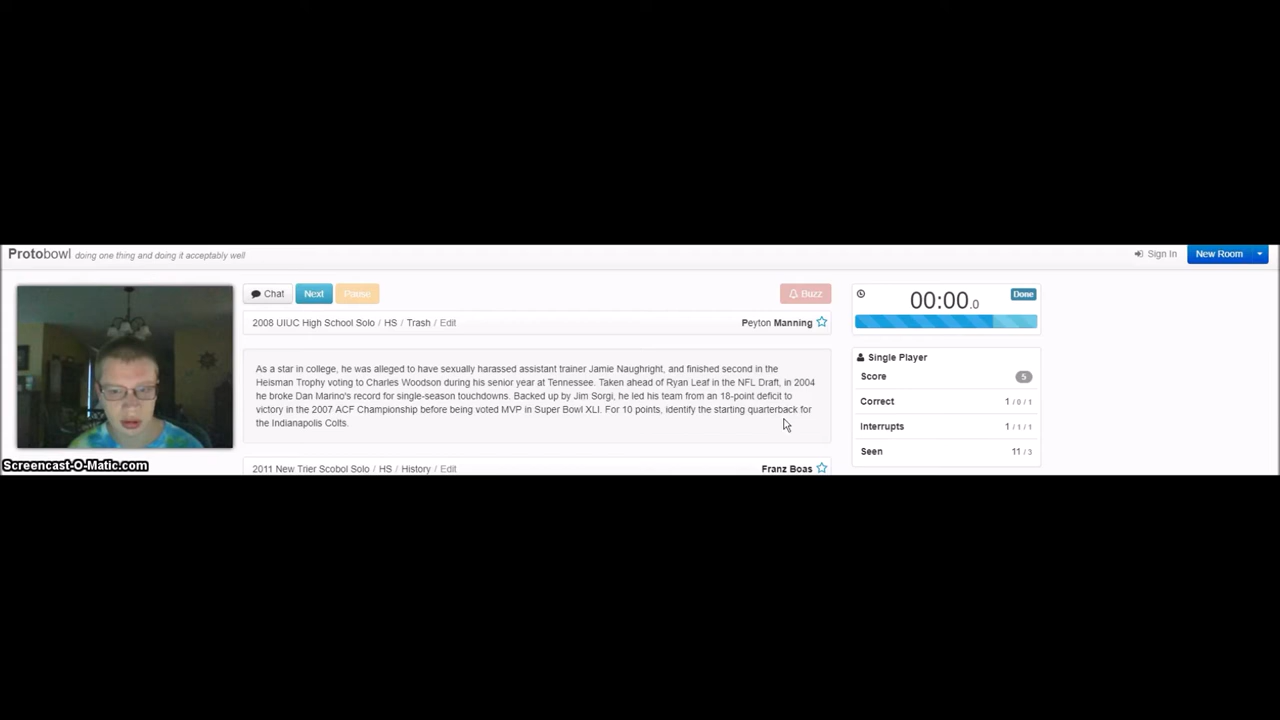 Protobowl doing one thing and doing it acceptably well
Sign In New Room
Chat Next Pause Buzz
00:00.0 Done
2008 UIUC High School Solo / HS / Trash / Edit Peyton Manning
As a star in college, he was alleged to have sexually harassed assistant trainer Jamie Naughright, and finished second in the
Heisman Trophy voting to Charles Woodson during his senior year at Tennessee. Taken ahead of Ryan Leaf in the NFL Draft, in 2004
he broke Dan Marino's record for single-season touchdowns. Backed up by Jim Sorgi, he led his team from an 18-point deficit to
victory in the 2007 ACF Championship before being voted MVP in Super Bowl XLI. For 10 points, identify the starting quarterback for
the Indianapolis Colts.
Single Player
Score 5
Correct 1 / 0 / 1
Interrupts 1 / 1 / 1
Seen 11 / 3
Screencast-O-Matic.com
2011 New Trier Scobol Solo / HS / History / Edit Franz Boas